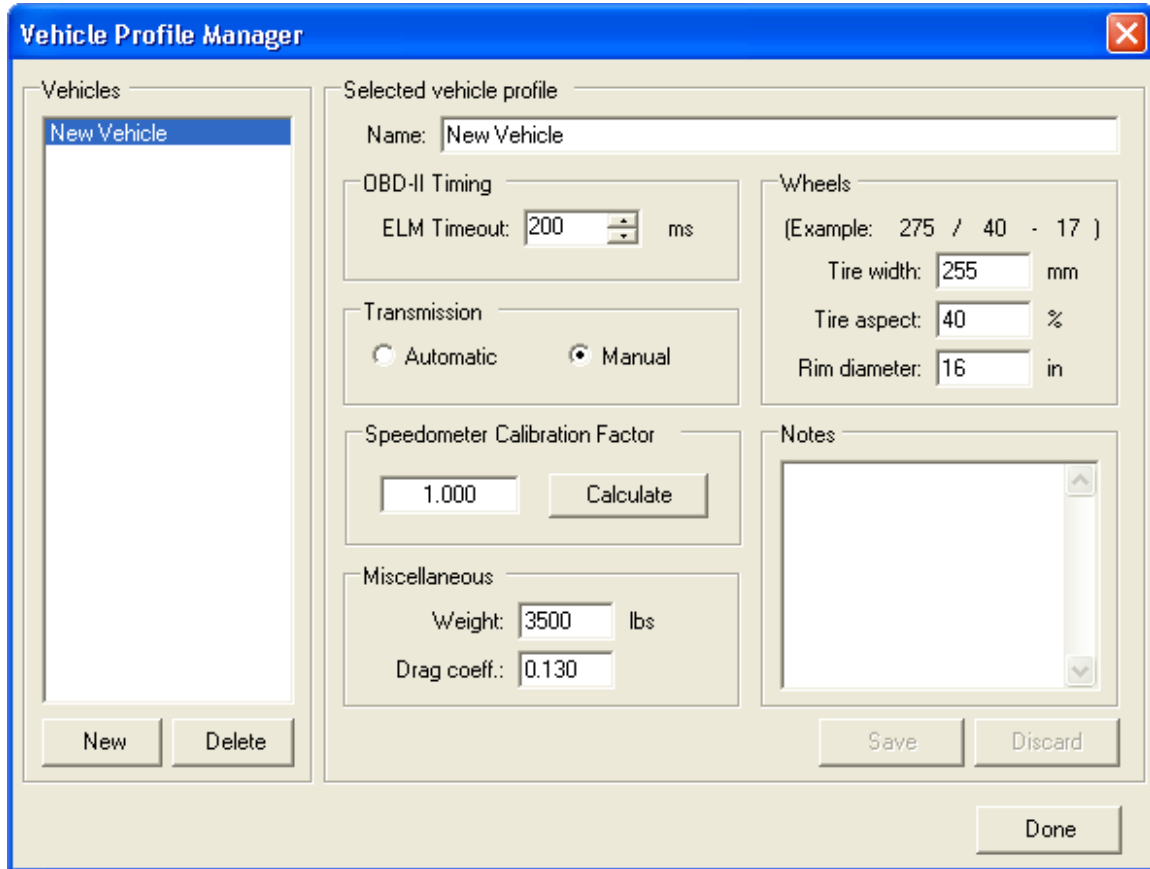 Vehicle Profile Manager
Vehicles
New Vehicle
New
Delete
Selected vehicle profile
Name: New Vehicle
OBD-II Timing
ELM Timeout: 200 ms
Transmission
Automatic
Manual
Speedometer Calibration Factor
1.000
Calculate
Miscellaneous
Weight: 3500 lbs
Drag coeff.: 0.130
Wheels
(Example: 275 / 40 - 17 )
Tire width: 255 mm
Tire aspect: 40 %
Rim diameter: 16 in
Notes
Save
Discard
Done